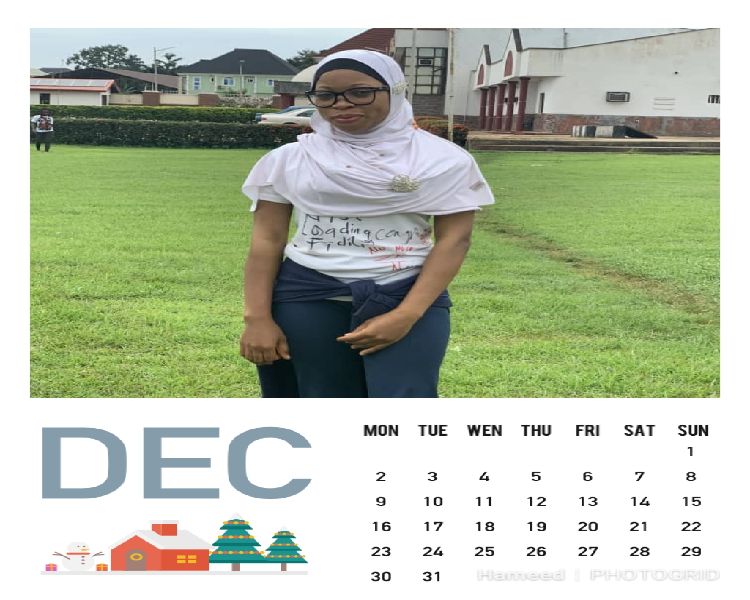 Loading
DEC
MON TUE WEN THU FRI SAT SUN
1
2 3 4 5 6 7 8
9 10 11 12 13 14 15
16 17 18 19 20 21 22
23 24 25 26 27 28 29
30 31
Hameed | PHOTOGRID